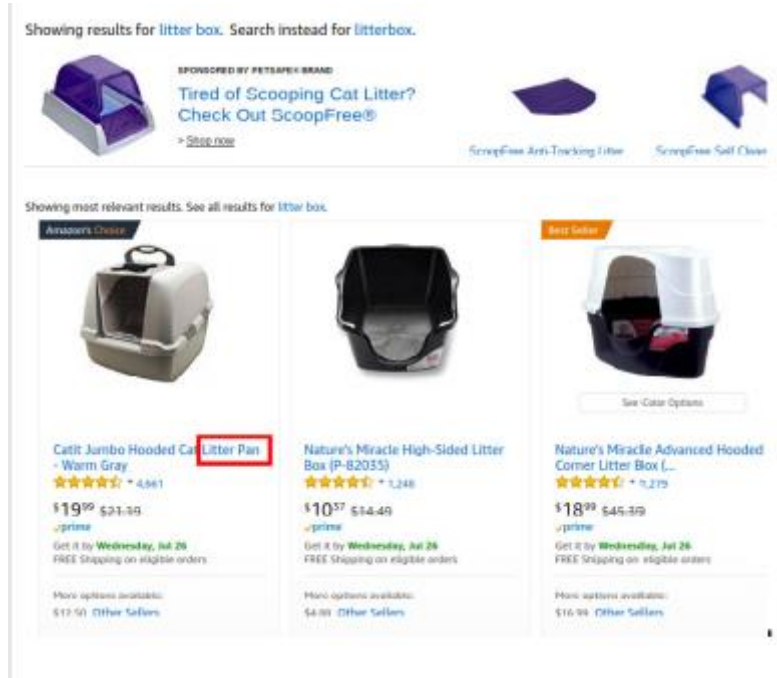 Showing results for litter box. Search instead for litterbox.
SPONSORED BY PETSAFE® BRAND
Tired of Scooping Cat Litter?
Check Out ScoopFree®
> Shop now
ScoopFree Anti-Tracking Litter
ScoopFree Self Clean
Showing most relevant results. See all results for litter box.
Amazon's Choice
Best Seller
See Color Options
Catit Jumbo Hooded Cat Litter Pan
- Warm Gray
4,661
$19.99 $21.19
prime
Get it by Wednesday, Jul 26
FREE Shipping on eligible orders
More options available:
$12.50 Other Sellers
Nature's Miracle High-Sided Litter
Box (P-82035)
1,248
$10.37 $14.49
prime
Get it by Wednesday, Jul 26
FREE Shipping on eligible orders
More options available:
Other Sellers
Nature's Miracle Advanced Hooded
Corner Litter Box (...
1,279
$18.99 $45.39
prime
Get it by Wednesday, Jul 26
FREE Shipping on eligible orders
More options available:
$16.99 Other Sellers